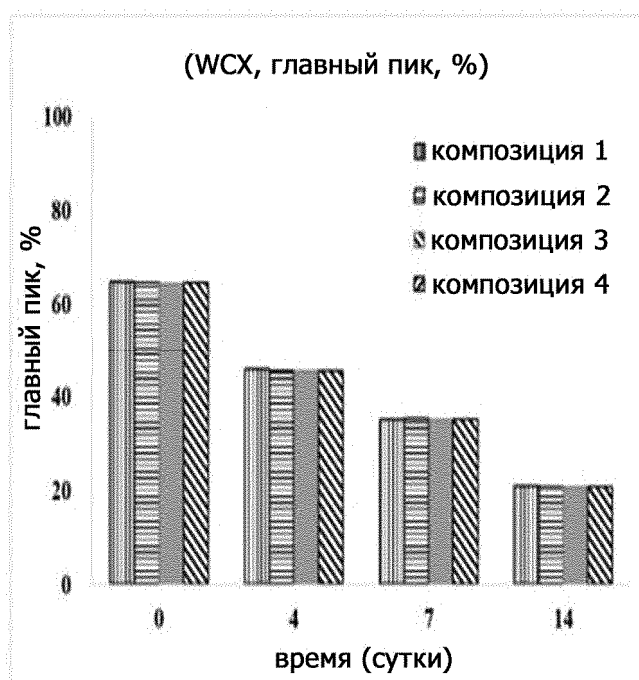 (WCX, главный пик, %)
100
80
60
40
20
0
главный пик, %
композиция 1
композиция 2
композиция 3
композиция 4
0 4 7 14
время (сутки)